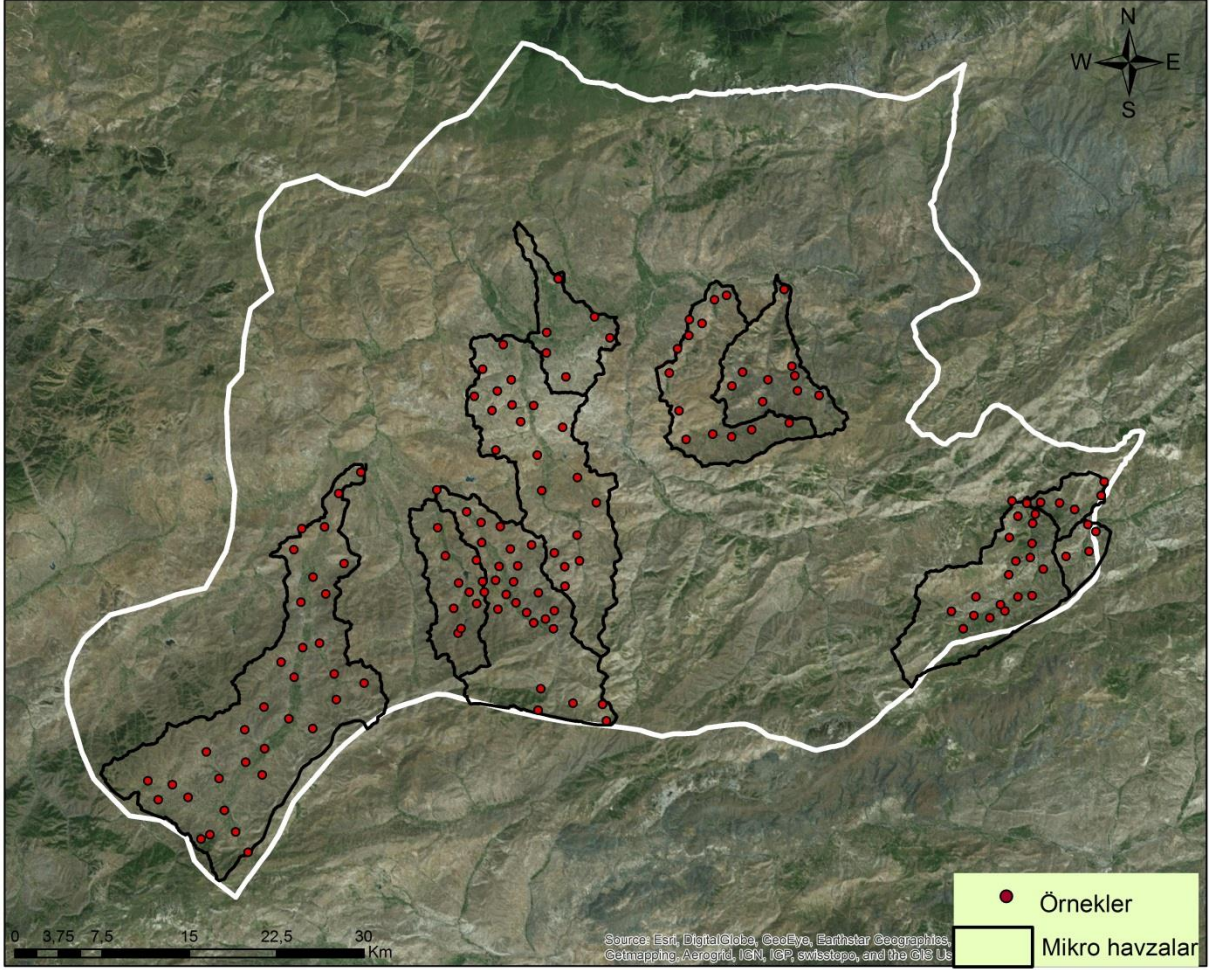 N
W E
S
0 3,75 7,5 15 22,5 30
Km
Source: Esri, DigitalGlobe, GeoEye, Earthstar Geographics,
Getmapping, Aerogrid, IGN, IGP, swisstopo, and the GIS Us
Örnekler
Mikro havzalar